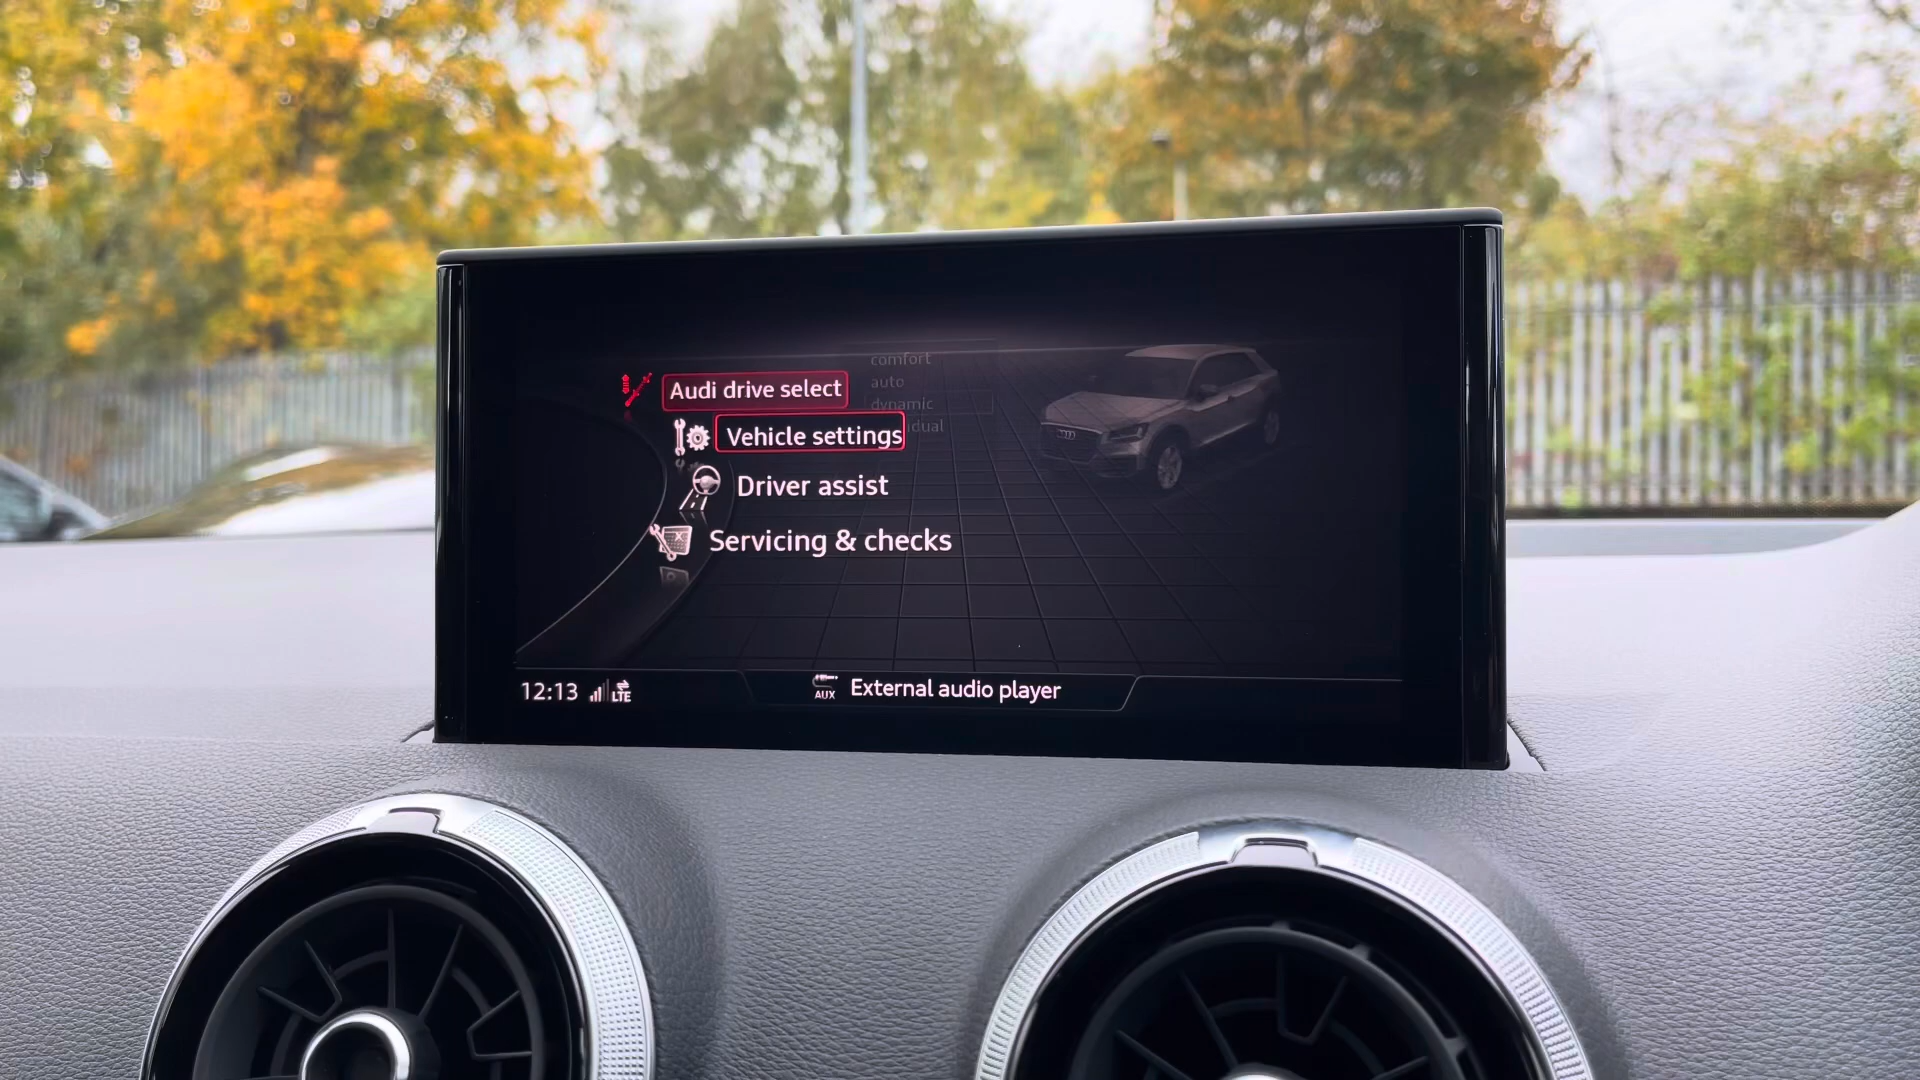 comfort
auto
Audi drive select
dynamic
idual
Vehicle settings
Driver assist
Servicing & checks
12:13 LTE
AUX External audio player